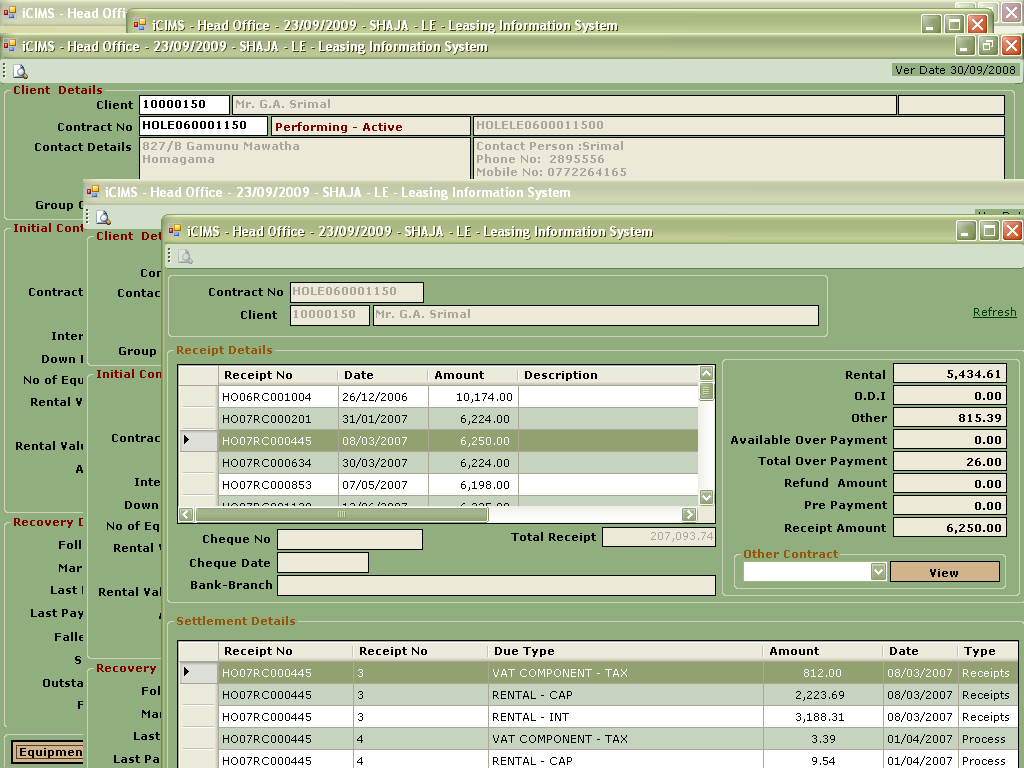 iCIMS - Head Offi
iCIMS - Head Office - 23/09/2009 - SHAJA - LE - Leasing Information System
iCIMS - Head Office - 23/09/2009 - SHAJA - LE - Leasing Information System
Ver Date 30/09/2008
Client Details
Client 10000150 Mr. G.A. Srimal
Contract No HOLE060001150 Performing - Active HOLELE0600011500
Contact Details 827/B Gamunu Mawatha Contact Person :Srimal
Homagama Phone No: 2895556
Mobile No: 0772264165
iCIMS - Head Office - 23/09/2009 - SHAJA - LE - Leasing Information System
Group
Initial Cont
Contract
Inter
Down
No of Equ
Rental V
Rental Valu
A
Recovery D
Foll
Mar
Last
Last Pay
Falle
S
Outsta
F
Equipmen
Client Det
Con
Contac
Group
Initial Con
Contrac
Inte
Down
No of Eq
Rental
Rental Val
Recovery
Fol
Mar
Last
Last Pa
iCIMS - Head Office - 23/09/2009 - SHAJA - LE - Leasing Information System
Contract No HOLE060001150
Client 10000150 Mr. G.A. Srimal
Refresh
Receipt Details
Receipt No Date Amount Description
HO06RC001004 26/12/2006 10,174.00
HO07RC000201 31/01/2007 6,224.00
HO07RC000445 08/03/2007 6,250.00
HO07RC000634 30/03/2007 6,224.00
HO07RC000853 07/05/2007 6,198.00
Rental 5,434.61
O.D.I 0.00
Other 815.39
Available Over Payment 0.00
Total Over Payment 26.00
Refund Amount 0.00
Pre Payment 0.00
Receipt Amount 6,250.00
Cheque No Total Receipt 207,093.74
Cheque Date
Bank-Branch
Other Contract
View
Settlement Details
Receipt No Receipt No Due Type Amount Date Type
HO07RC000445 3 VAT COMPONENT - TAX 812.00 08/03/2007 Receipts
HO07RC000445 3 RENTAL - CAP 2,223.69 08/03/2007 Receipts
HO07RC000445 3 RENTAL - INT 3,188.31 08/03/2007 Receipts
HO07RC000445 4 VAT COMPONENT - TAX 3.39 01/04/2007 Process
HO07RC000445 4 RENTAL - CAP 9.54 01/04/2007 Process